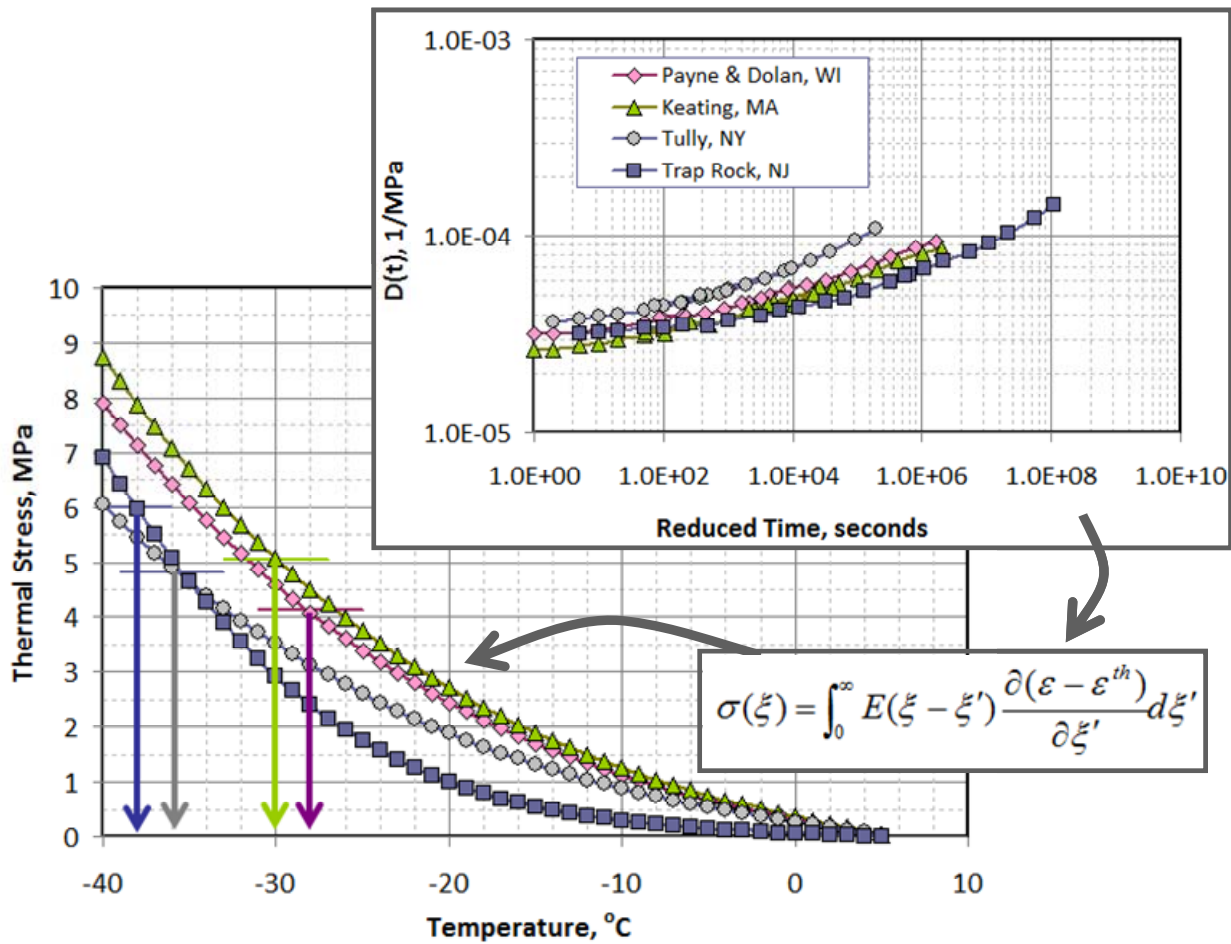 1.0E-03
1.0E-04
1.0E-05
D(t), 1/MPa
Payne & Dolan, WI
Keating, MA
Tully, NY
Trap Rock, NJ
1.0E+00 1.0E+02 1.0E+04 1.0E+06 1.0E+08 1.0E+10
Reduced Time, seconds
10
9
8
7
6
5
4
3
2
1
0
Thermal Stress, MPa
σ(ξ) = ∫₀^∞ E(ξ − ξ′) ∂(ε − ε^th)/∂ξ′ dξ′
-40 -30 -20 -10 0 10
Temperature, °C